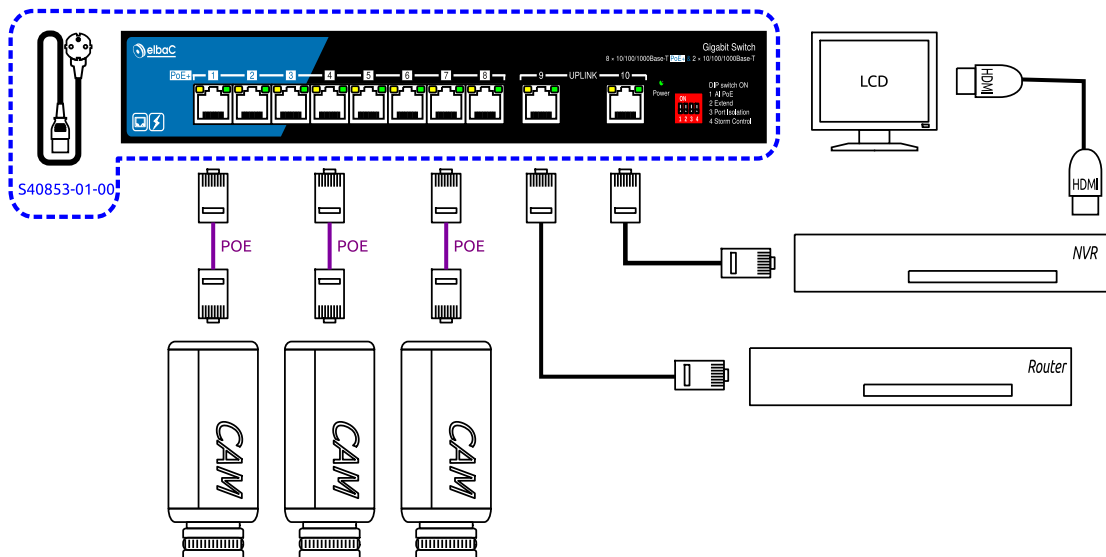 elbaC
Gigabit Switch
8 x 10/100/1000Base-T PoE+ & 2 x 10/100/1000Base-T
PoE+ 1 2 3 4 5 6 7 8 9 UPLINK 10
Power
ON
1 2 3 4
DIP switch ON
1 AI PoE
2 Extend
3 Port Isolation
4 Storm Control
S40853-01-00
LCD
HDMI
HDMI
POE
POE
POE
NVR
Router
CAM
CAM
CAM